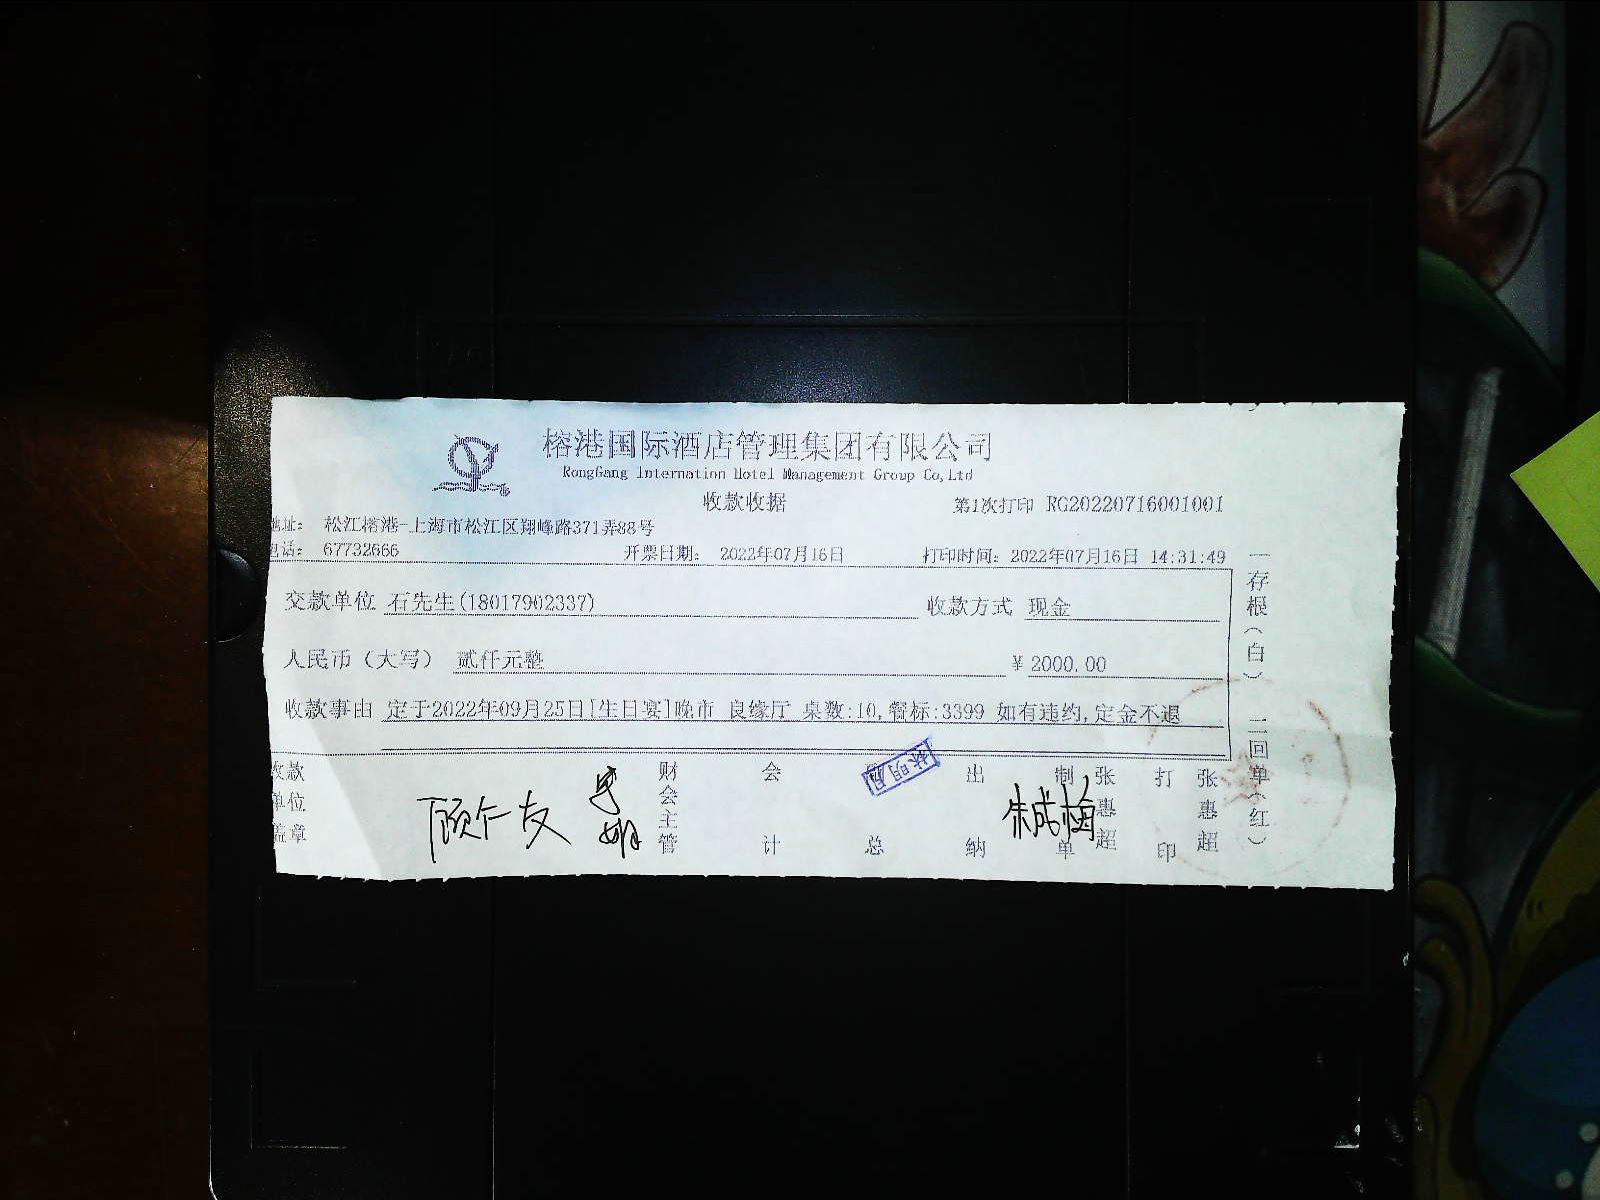 榕港国际酒店管理集团有限公司
RongGang Internation Hotel Management Group Co,Ltd
收款收据 第1次打印 RG20220716001001
地址: 松江榕港-上海市松江区翔峰路371弄88号
电话: 67732666 开票日期: 2022年07月16日 打印时间: 2022年07月16日 14:31:49
交款单位 石先生(18017902337) 收款方式 现金
人民币（大写） 贰仟元整 ¥ 2000.00
收款事由 定于2022年09月25日[生日宴]晚市 良缘厅 桌数:10,餐标:3399 如有违约,定金不退
收款单位盖章
顾仁友
财会主管
会计
总
出纳
制单
朱成梅
张惠超
打印
张惠超
一存根（白） 二回单（红）